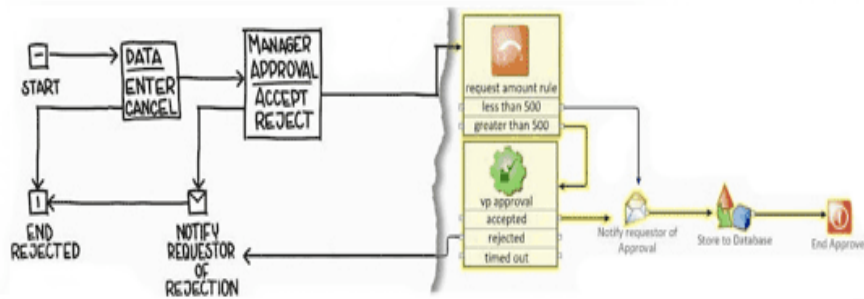 START
DATA
ENTER
CANCEL
MANAGER
APPROVAL
ACCEPT
REJECT
END
REJECTED
NOTIFY
REQUESTOR
OF
REJECTION
request amount rule
less than 500
greater than 500
vp approval
accepted
rejected
timed out
Notify requestor of
Approval
Store to Database
End Approve